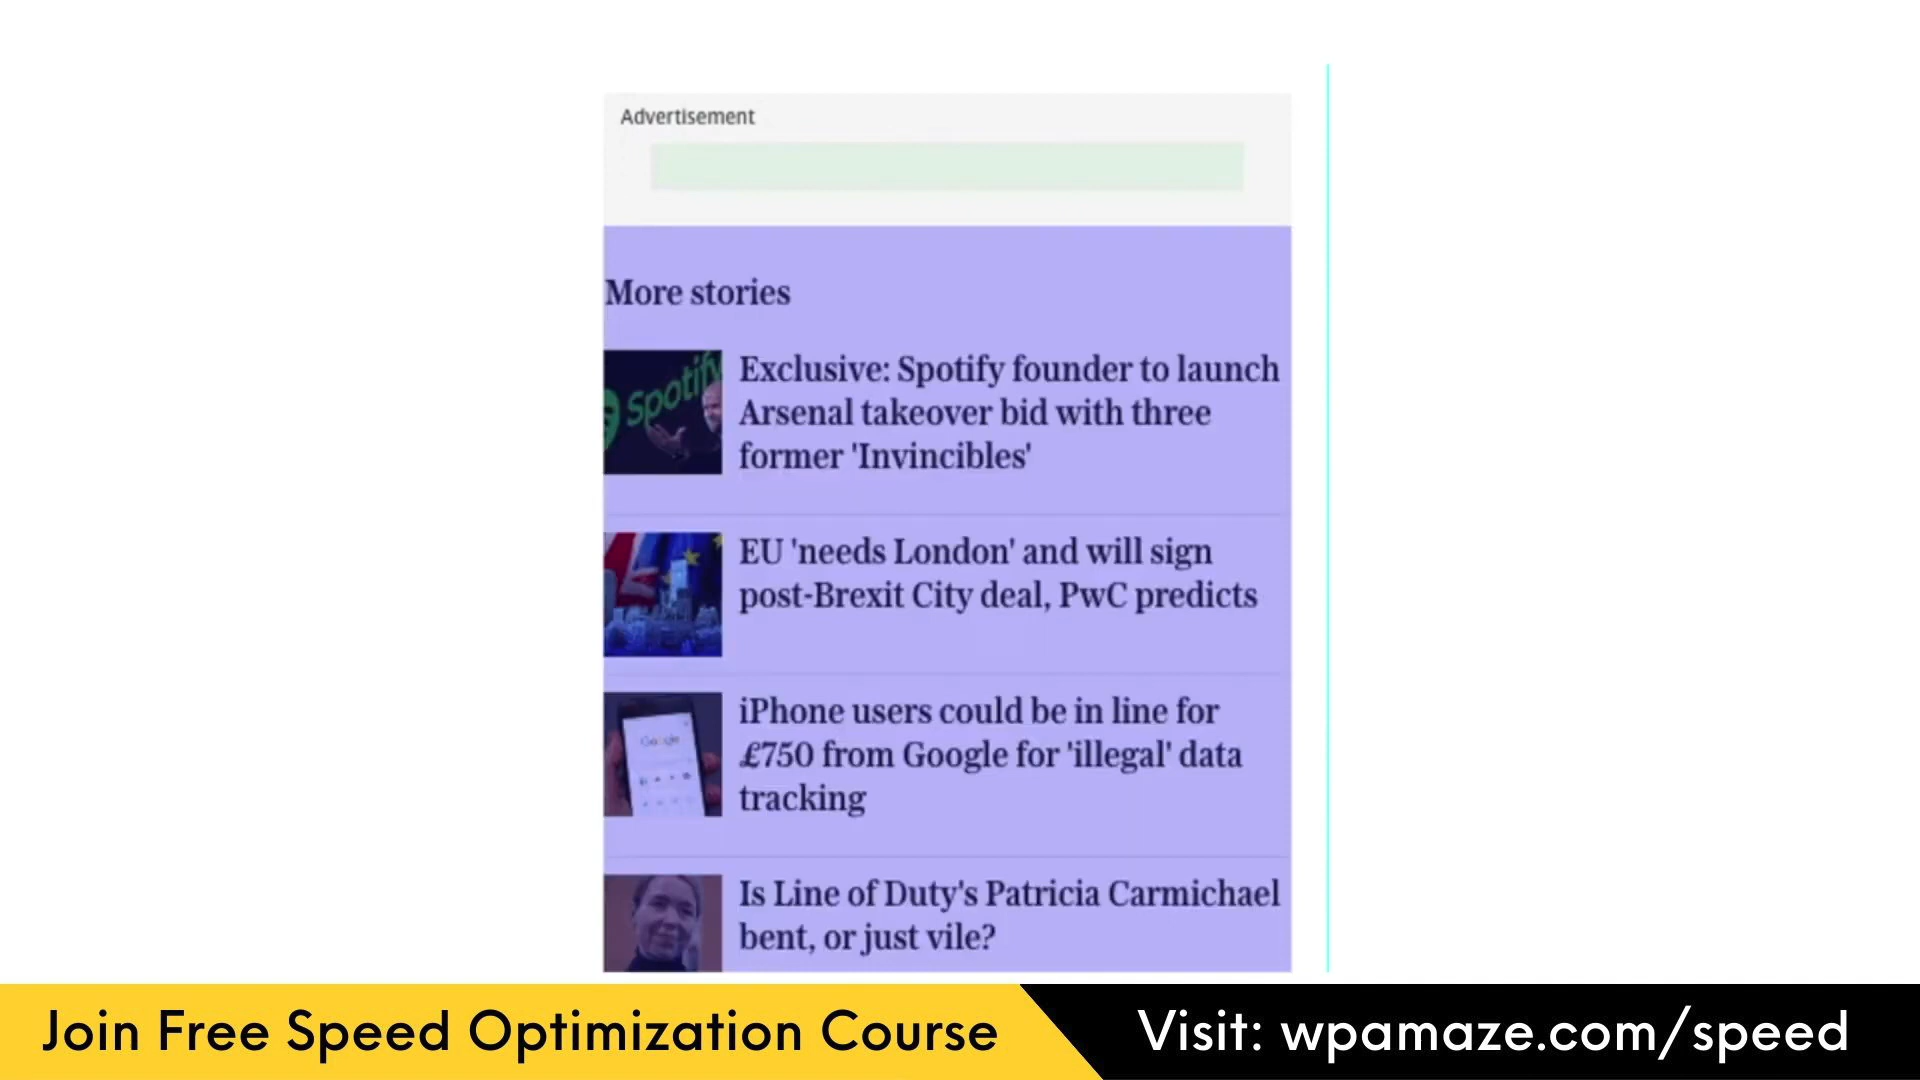 Advertisement
More stories
Spotify
Exclusive: Spotify founder to launch
Arsenal takeover bid with three
former 'Invincibles'
EU 'needs London' and will sign
post-Brexit City deal, PwC predicts
Google
iPhone users could be in line for
£750 from Google for 'illegal' data
tracking
Is Line of Duty's Patricia Carmichael
bent, or just vile?
Join Free Speed Optimization Course
Visit: wpamaze.com/speed